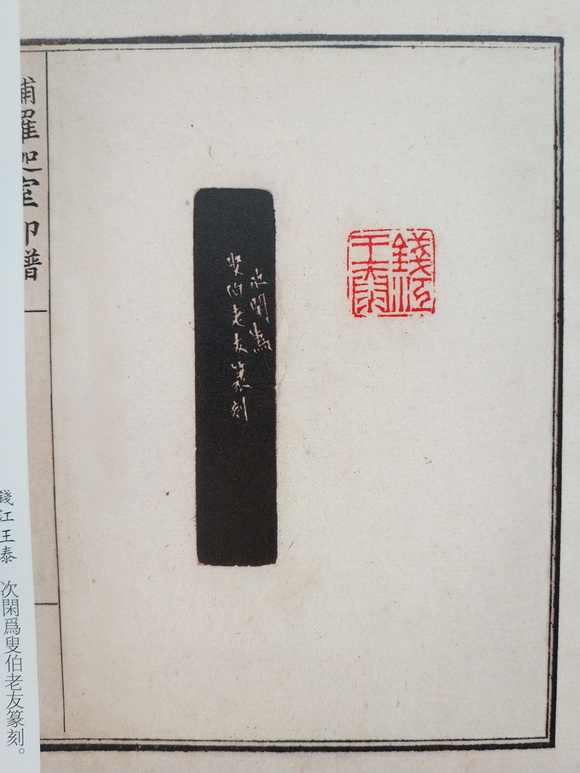 補羅迦室印譜
錢江
王泰
次閑爲
叟伯老友篆刻
錢江王泰 次閑爲叟伯老友篆刻。